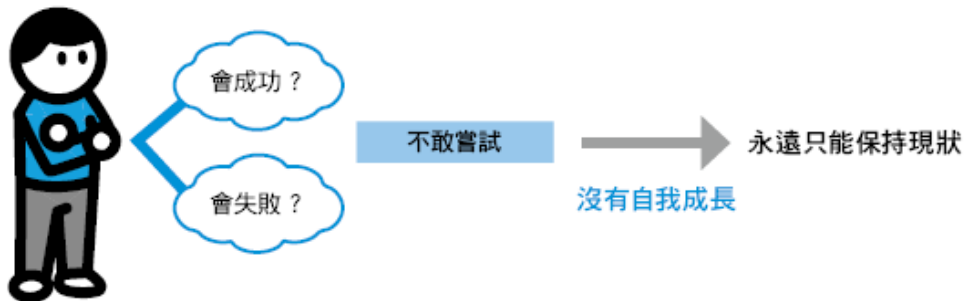 會成功？
會失敗？
不敢嘗試
沒有自我成長
永遠只能保持現狀